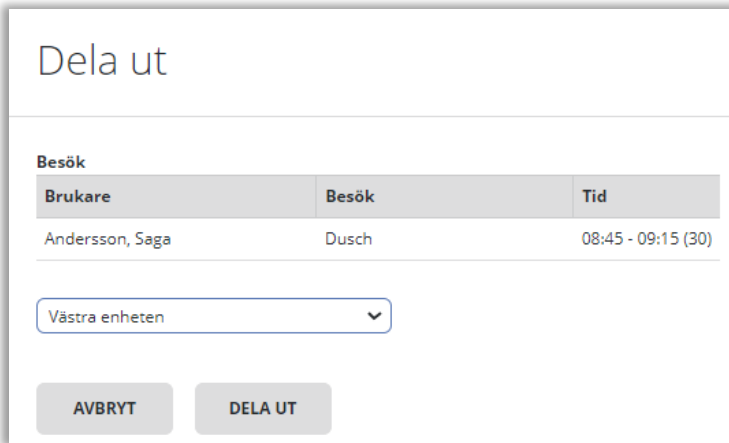 Dela ut
Besök
Brukare Besök Tid
Andersson, Saga Dusch 08:45 - 09:15 (30)
Västra enheten
AVBRYT DELA UT